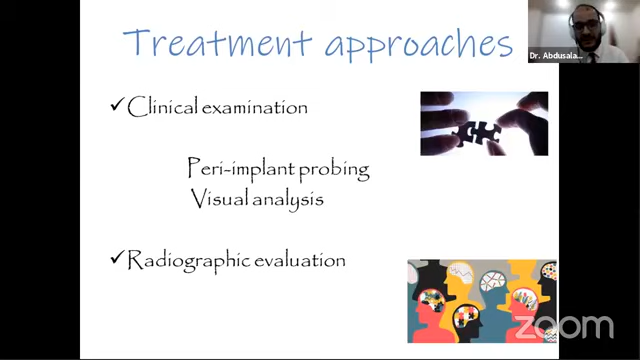 Treatment approaches
Dr. Abdusala...
✓Clinical examination
Peri-implant probing
Visual analysis
✓Radiographic evaluation
zoom